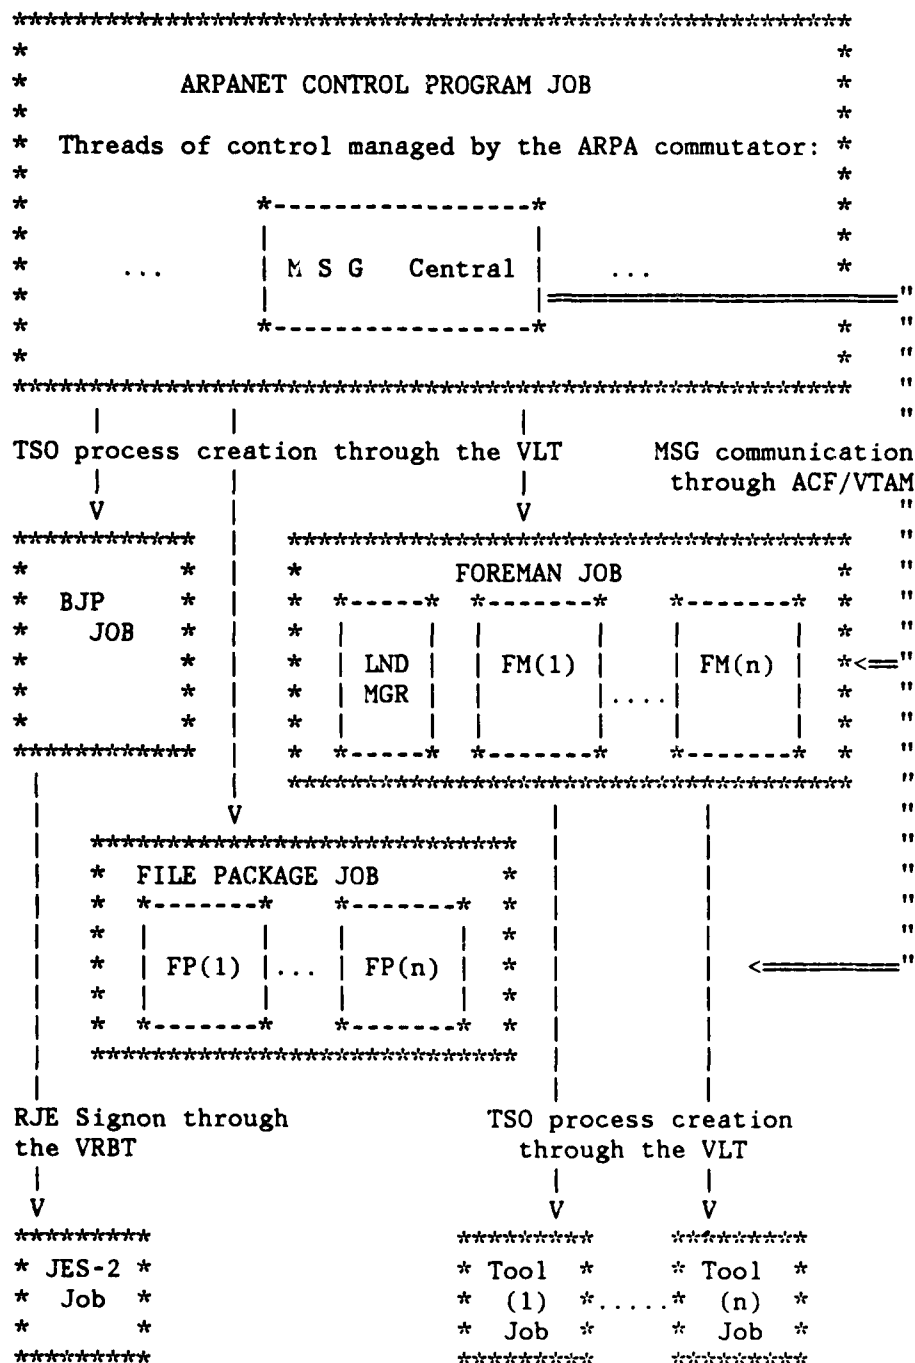 ARPANET CONTROL PROGRAM JOB
Threads of control managed by the ARPA commutator:
... M S G Central ...
TSO process creation through the VLT
MSG communication
through ACF/VTAM
BJP
JOB
FOREMAN JOB
LND
MGR
FM(1)
....
FM(n)
FILE PACKAGE JOB
FP(1) ... FP(n)
RJE Signon through
the VRBT
TSO process creation
through the VLT
JES-2
Job
Tool
(1)
Job
.....
Tool
(n)
Job